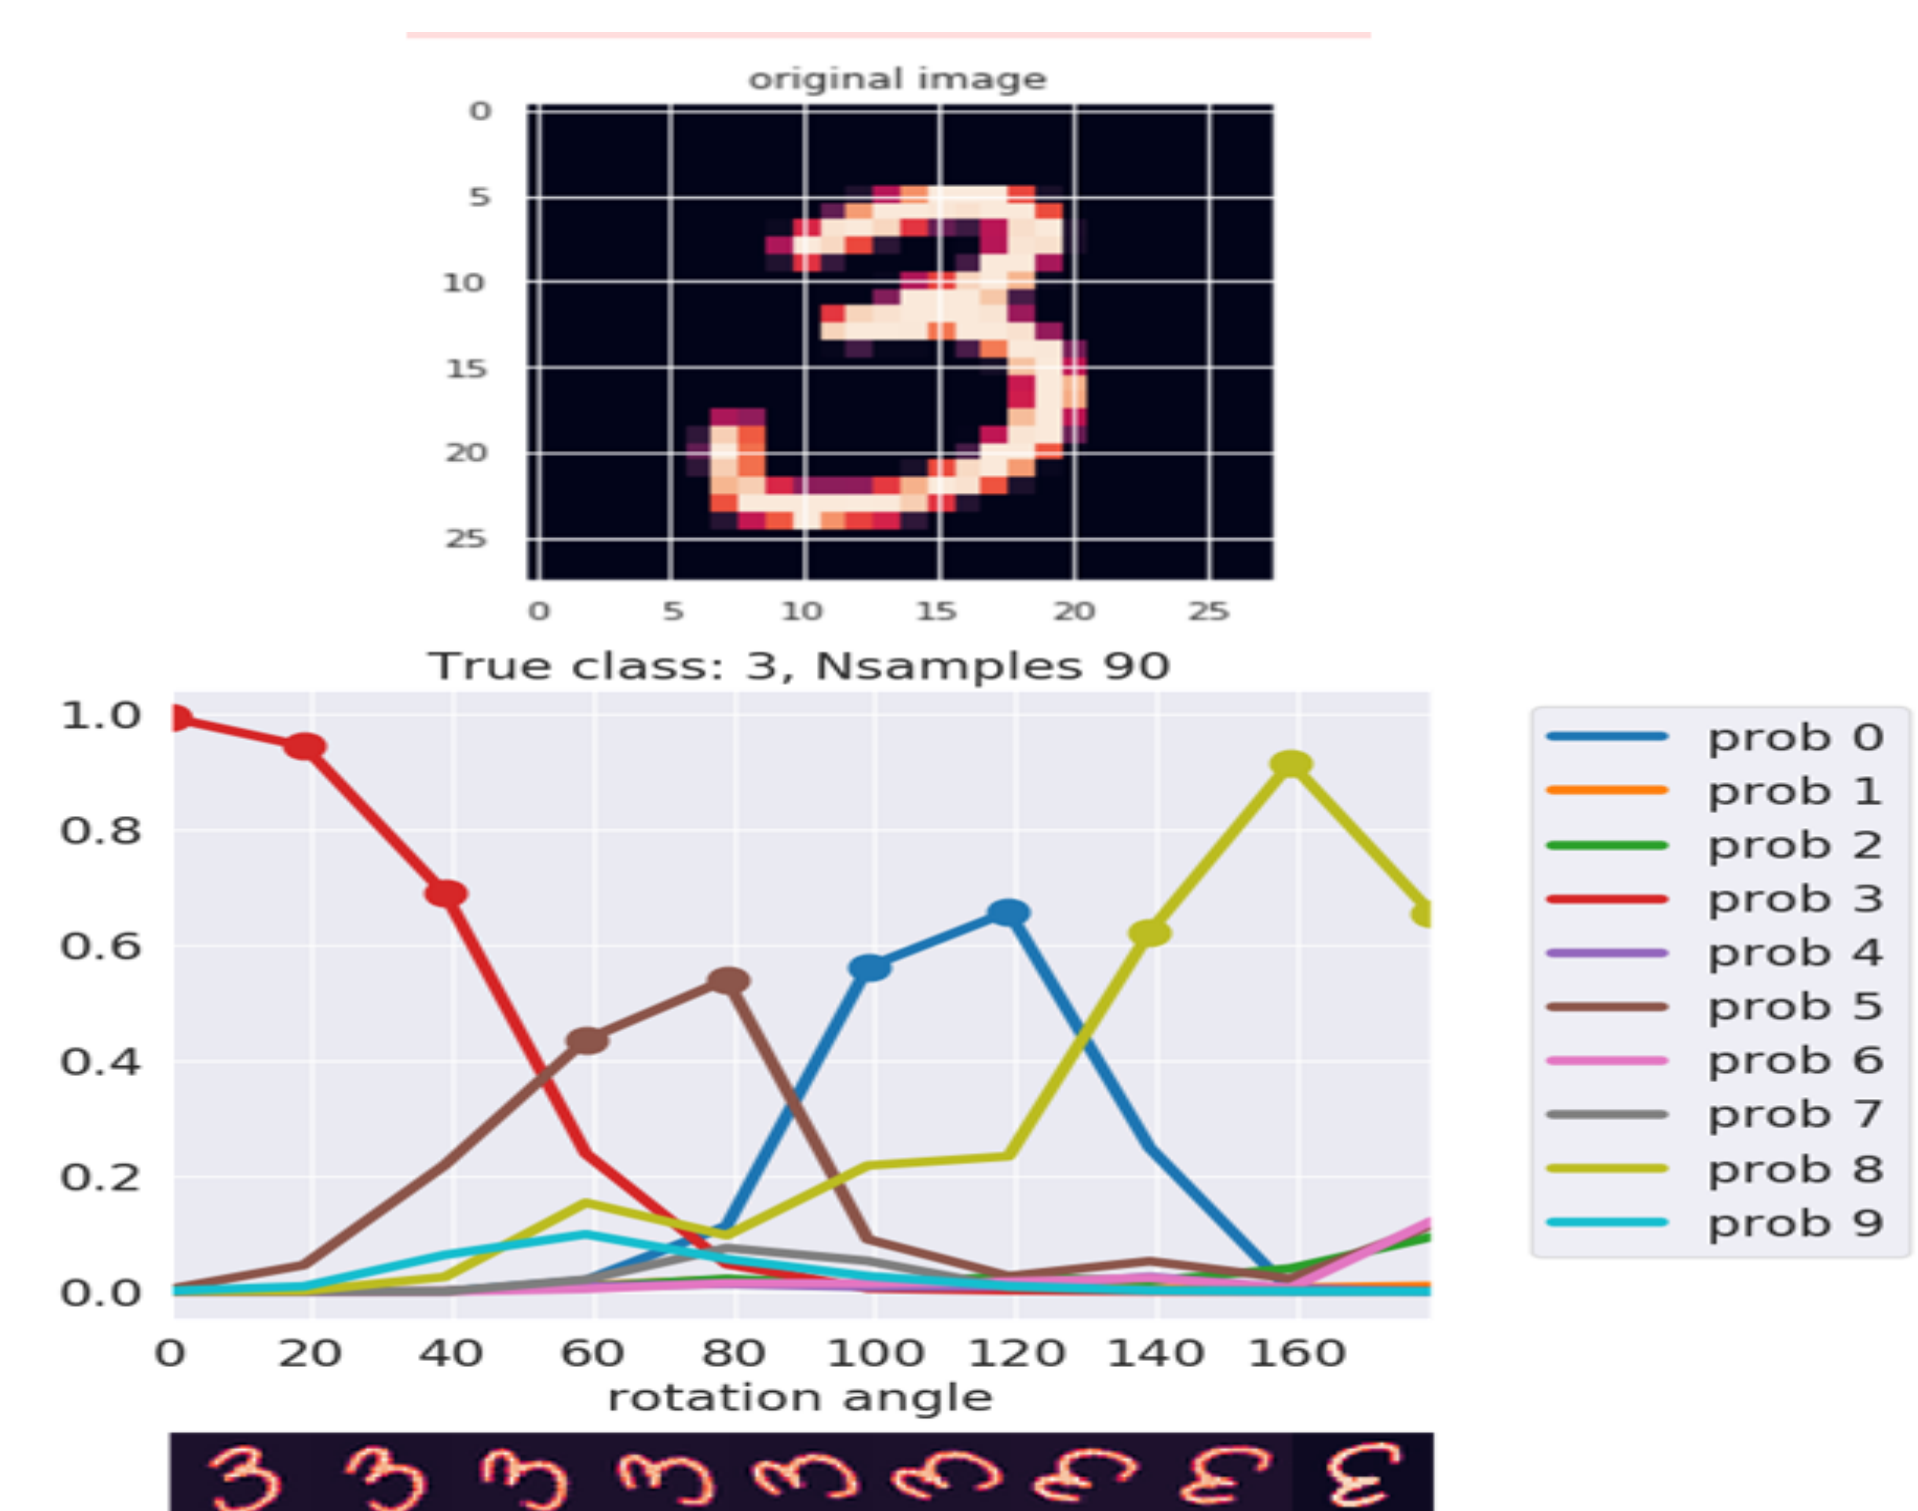 original image
0
5
10
15
20
25
0 5 10 15 20 25
True class: 3, Nsamples 90
1.0
0.8
0.6
0.4
0.2
0.0
0 20 40 60 80 100 120 140 160
rotation angle
prob 0
prob 1
prob 2
prob 3
prob 4
prob 5
prob 6
prob 7
prob 8
prob 9